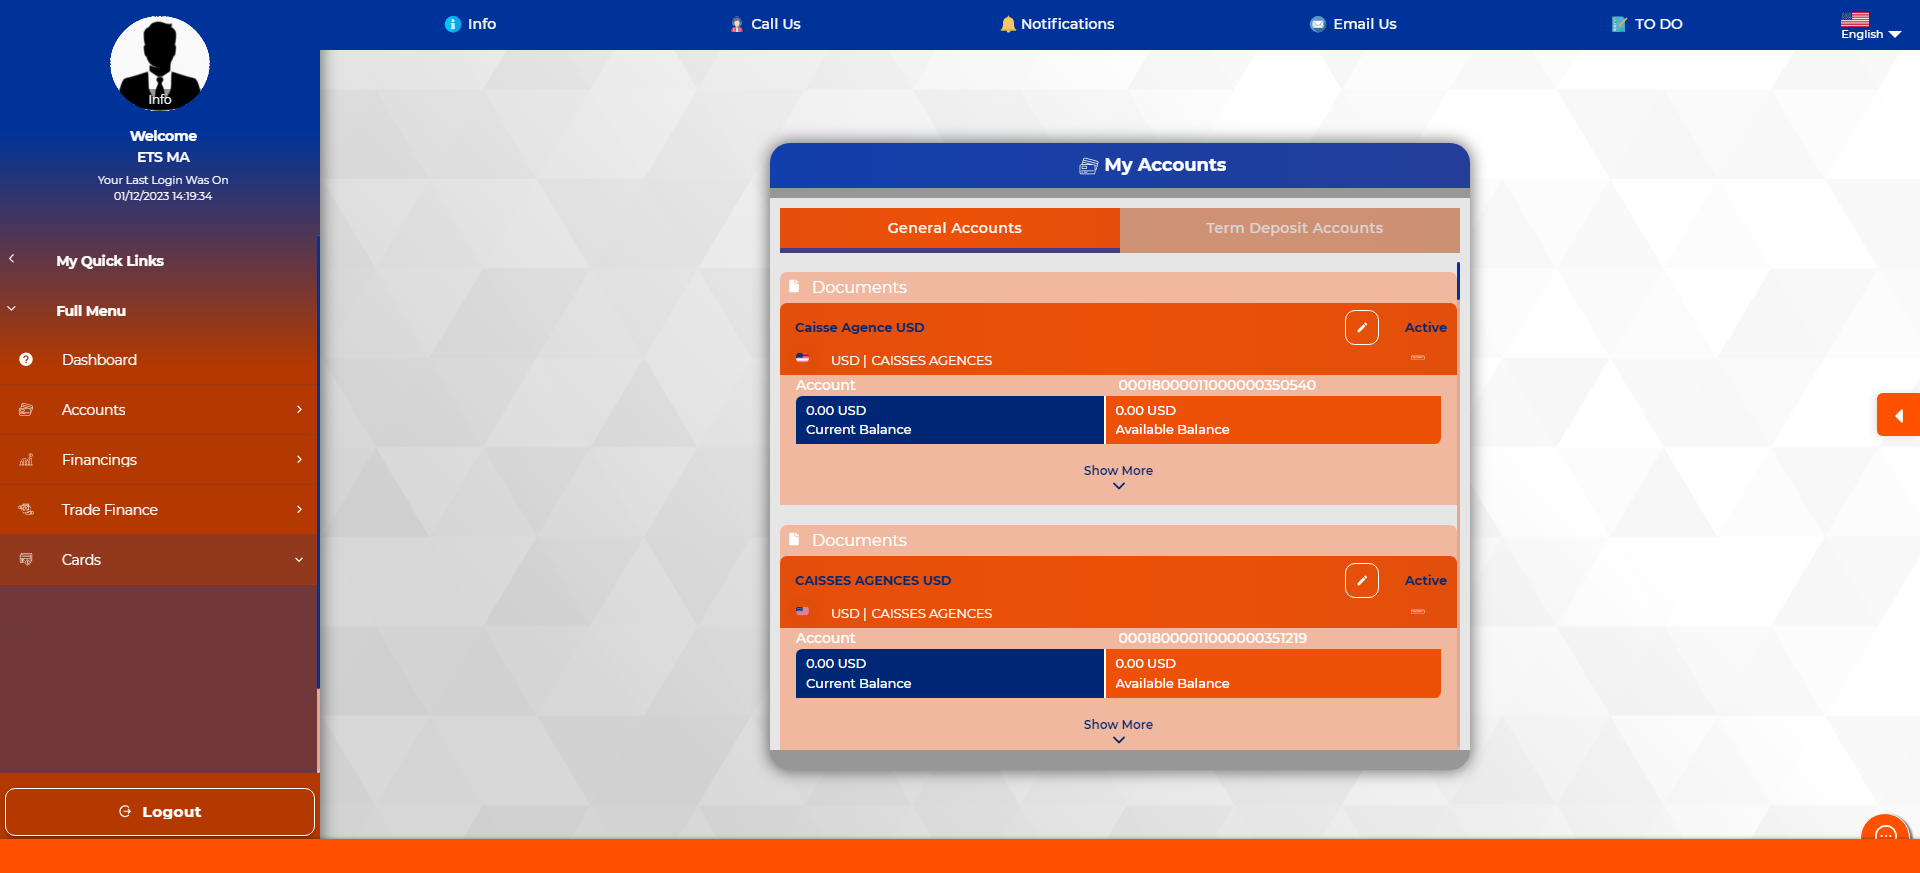 Info
Call Us
Notifications
Email Us
TO DO
English
Info
Welcome
ETS MA
Your Last Login Was On
01/12/2023 14:19:34
My Quick Links
Full Menu
Dashboard
Accounts
Financings
Trade Finance
Cards
Logout
My Accounts
General Accounts
Term Deposit Accounts
Documents
Caisse Agence USD
Active
USD | CAISSES AGENCES
Account
00018000011000000350540
0.00 USD
Current Balance
0.00 USD
Available Balance
Show More
Documents
CAISSES AGENCES USD
Active
USD | CAISSES AGENCES
Account
00018000011000000351219
0.00 USD
Current Balance
0.00 USD
Available Balance
Show More